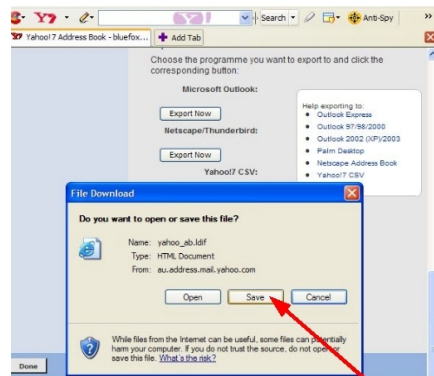 Y7 Search Anti-Spy »
Yahoo!7 Address Book - bluefox... Add Tab
Choose the programme you want to export to and click the
corresponding button:
Microsoft Outlook:
Export Now
Netscape/Thunderbird:
Export Now
Yahoo!7 CSV:
Help exporting to:
Outlook Express
Outlook 97/98/2000
Outlook 2002 (XP)/2003
Palm Desktop
Netscape Address Book
Yahoo!7 CSV
File Download
Do you want to open or save this file?
Name: yahoo_ab.ldif
Type: HTML Document
From: au.address.mail.yahoo.com
Open Save Cancel
While files from the Internet can be useful, some files can potentially
harm your computer. If you do not trust the source, do not open or
save this file. What's the risk?
Done